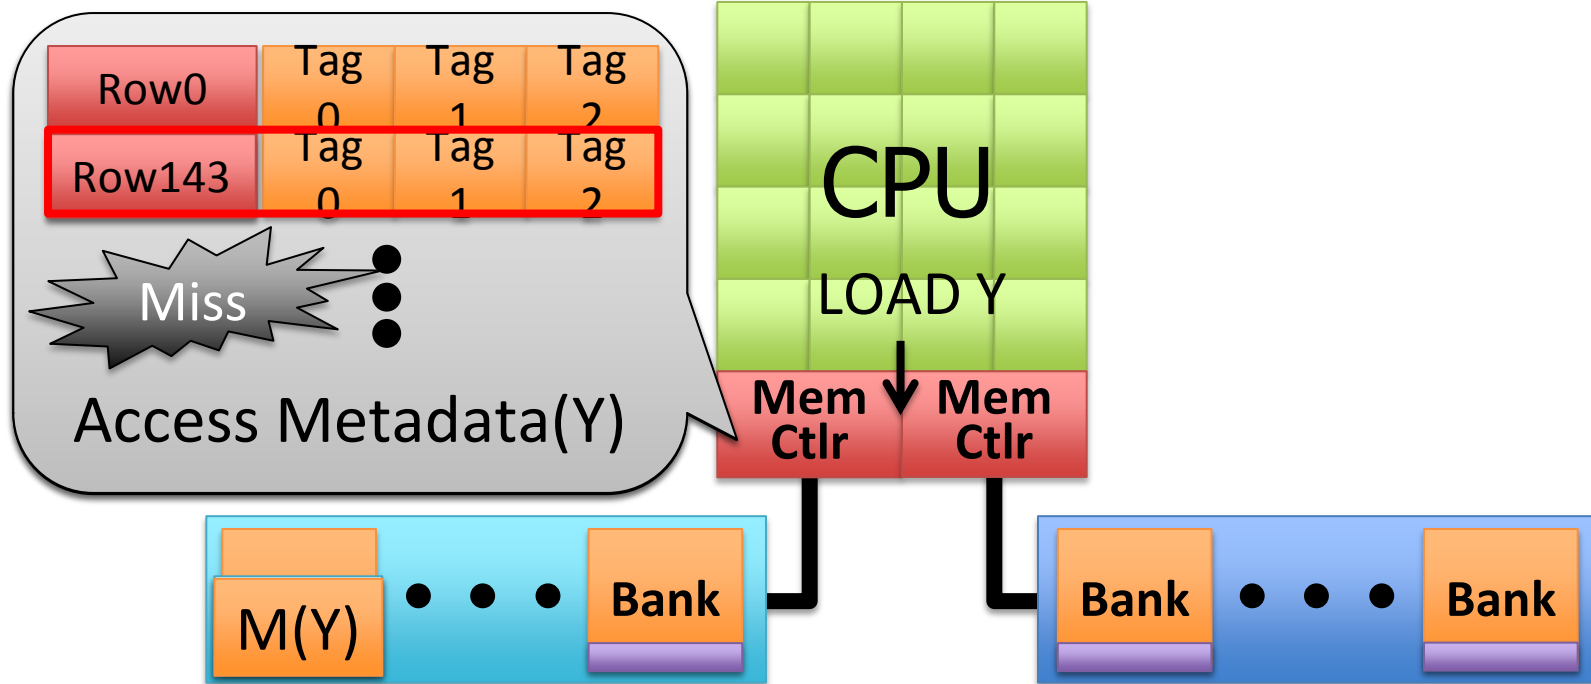 Row0 Tag 0 Tag 1 Tag 2
Row143 Tag 0 Tag 1 Tag 2
Miss
Access Metadata(Y)
CPU
LOAD Y
Mem Ctlr
Mem Ctlr
M(Y)
Bank
Bank
Bank